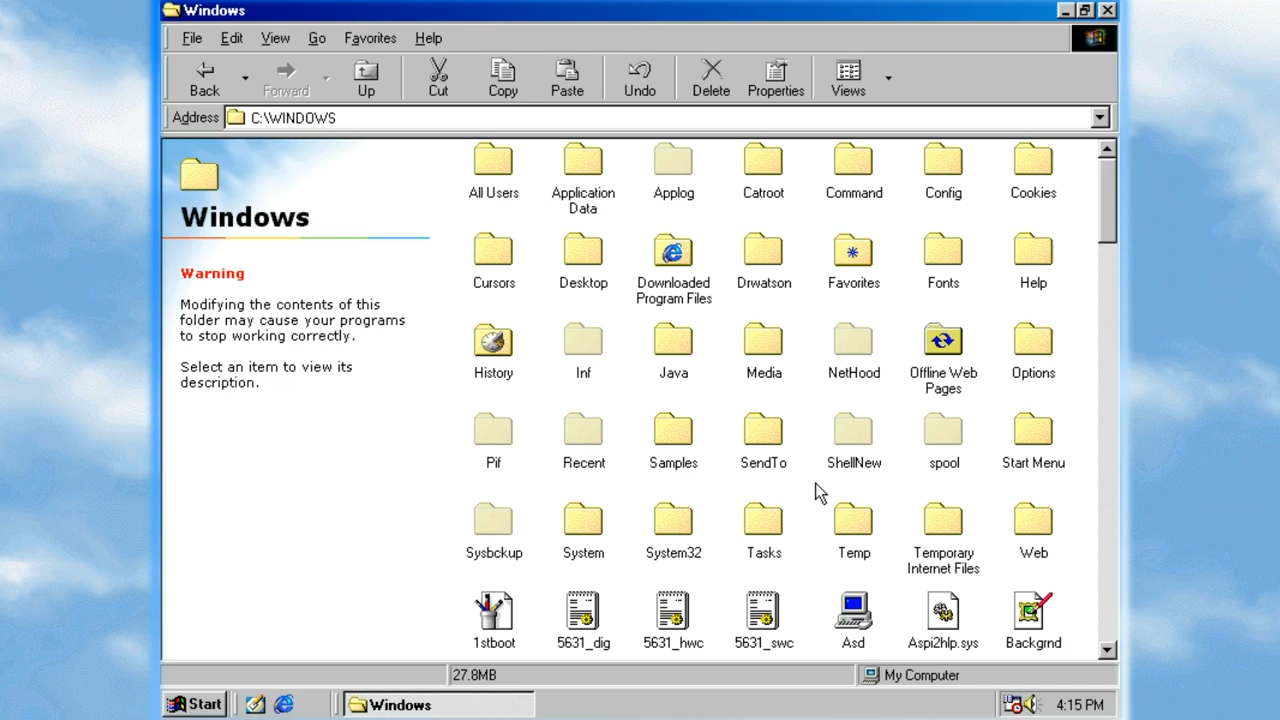 Windows
File Edit View Go Favorites Help
Back Forward Up Cut Copy Paste Undo Delete Properties Views
Address C:\WINDOWS
Windows
Warning
Modifying the contents of this
folder may cause your programs
to stop working correctly.
Select an item to view its
description.
All Users Application Data Applog Catroot Command Config Cookies
Cursors Desktop Downloaded Program Files Drwatson Favorites Fonts Help
History Inf Java Media NetHood Offline Web Pages Options
Pif Recent Samples SendTo ShellNew spool Start Menu
Sysbckup System System32 Tasks Temp Temporary Internet Files Web
1stboot 5631_dig 5631_hwc 5631_swc Asd Aspi2hlp.sys Backgrnd
27.8MB My Computer
Start Windows 4:15 PM